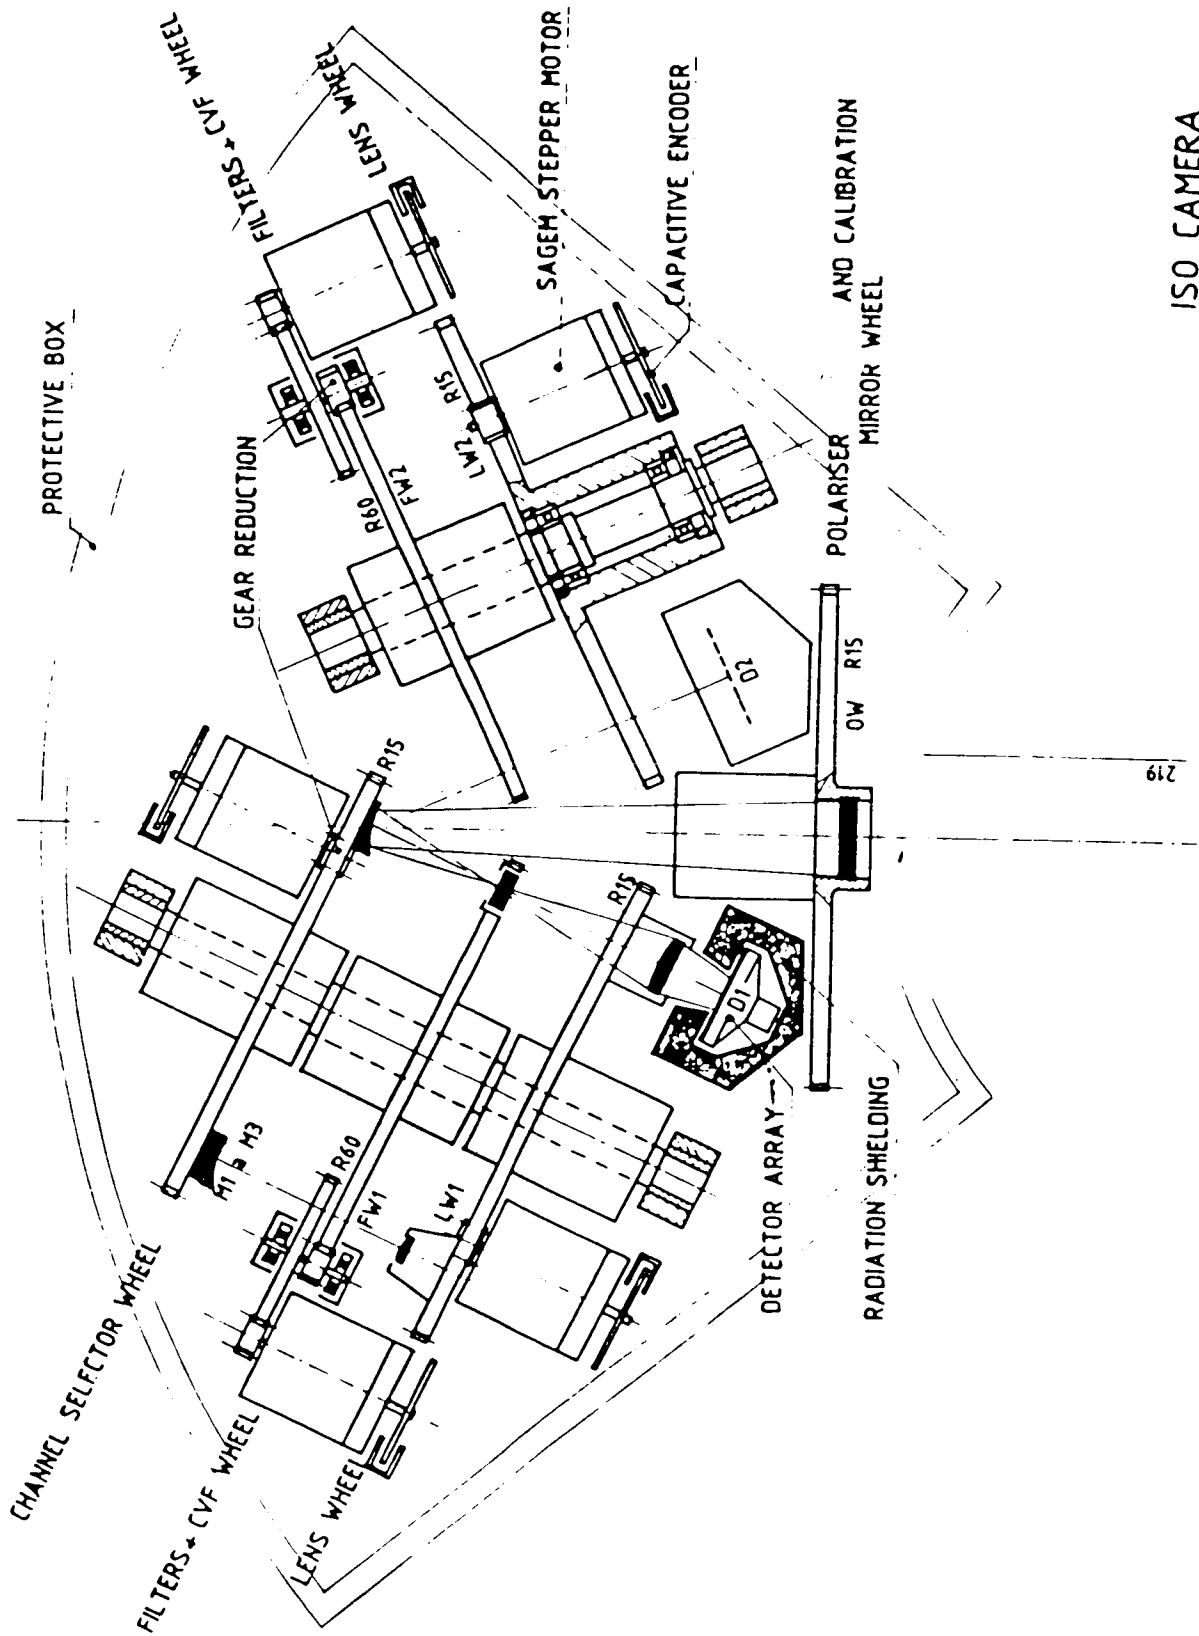 PROTECTIVE BOX
FILTERS + CVF WHEEL
LENS WHEEL
SAGEM STEPPER MOTOR
CAPACITIVE ENCODER
POLARISER AND CALIBRATION
MIRROR WHEEL
GEAR REDUCTION
R60
FW2
LW2
R15
D2
OW R15
R15
R15
D1
M1 M3
R60
FW1
LW1
CHANNEL SELECTOR WHEEL
FILTERS + CVF WHEEL
LENS WHEEL
DETECTOR ARRAY
RADIATION SHIELDING
219
ISO CAMERA